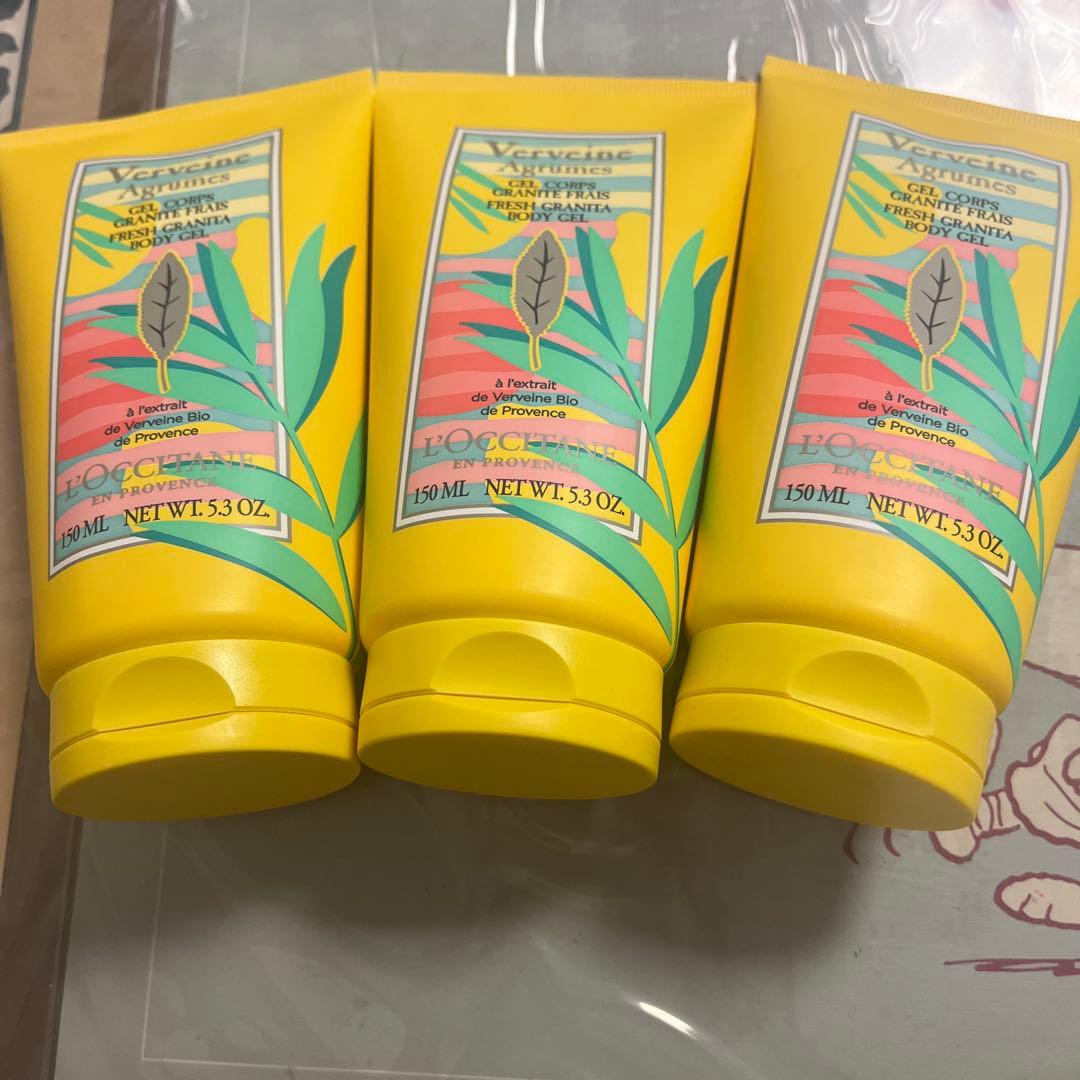 Verveine
Agrumes
GEL CORPS
GRANITÉ FRAIS
FRESH GRANITA
BODY GEL
à l'extrait
de Verveine Bio
de Provence
L'OCCITANE
EN PROVENCE
150 ML NET WT. 5.3 OZ.
Verveine
Agrumes
GEL CORPS
GRANITÉ FRAIS
FRESH GRANITA
BODY GEL
à l'extrait
de Verveine Bio
de Provence
L'OCCITANE
EN PROVENCE
150 ML NET WT. 5.3 OZ.
Verveine
Agrumes
GEL CORPS
GRANITÉ FRAIS
FRESH GRANITA
BODY GEL
à l'extrait
de Verveine Bio
de Provence
L'OCCITANE
EN PROVENCE
150 ML NET WT. 5.3 OZ.